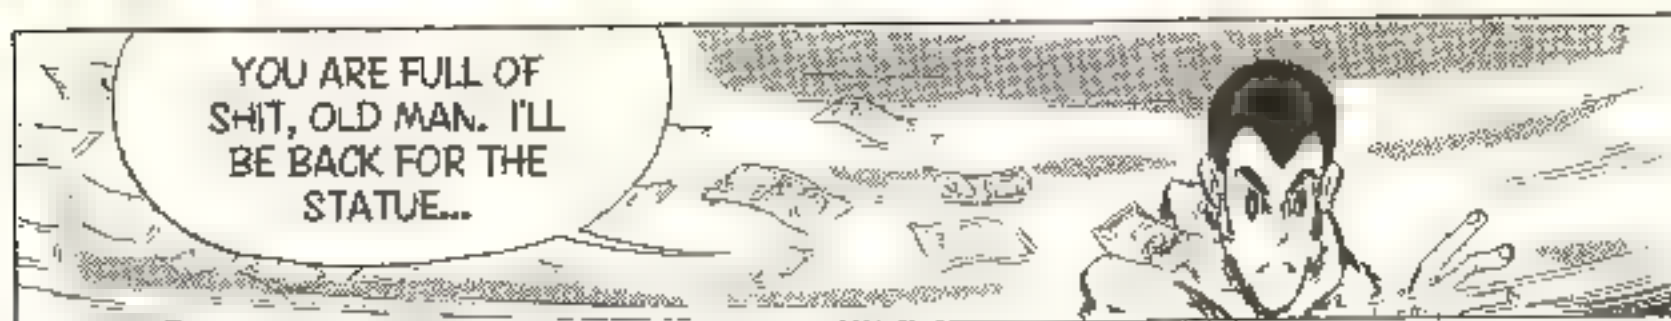 YOU ARE FULL OF
SHIT, OLD MAN. I'LL
BE BACK FOR THE
STATUE...